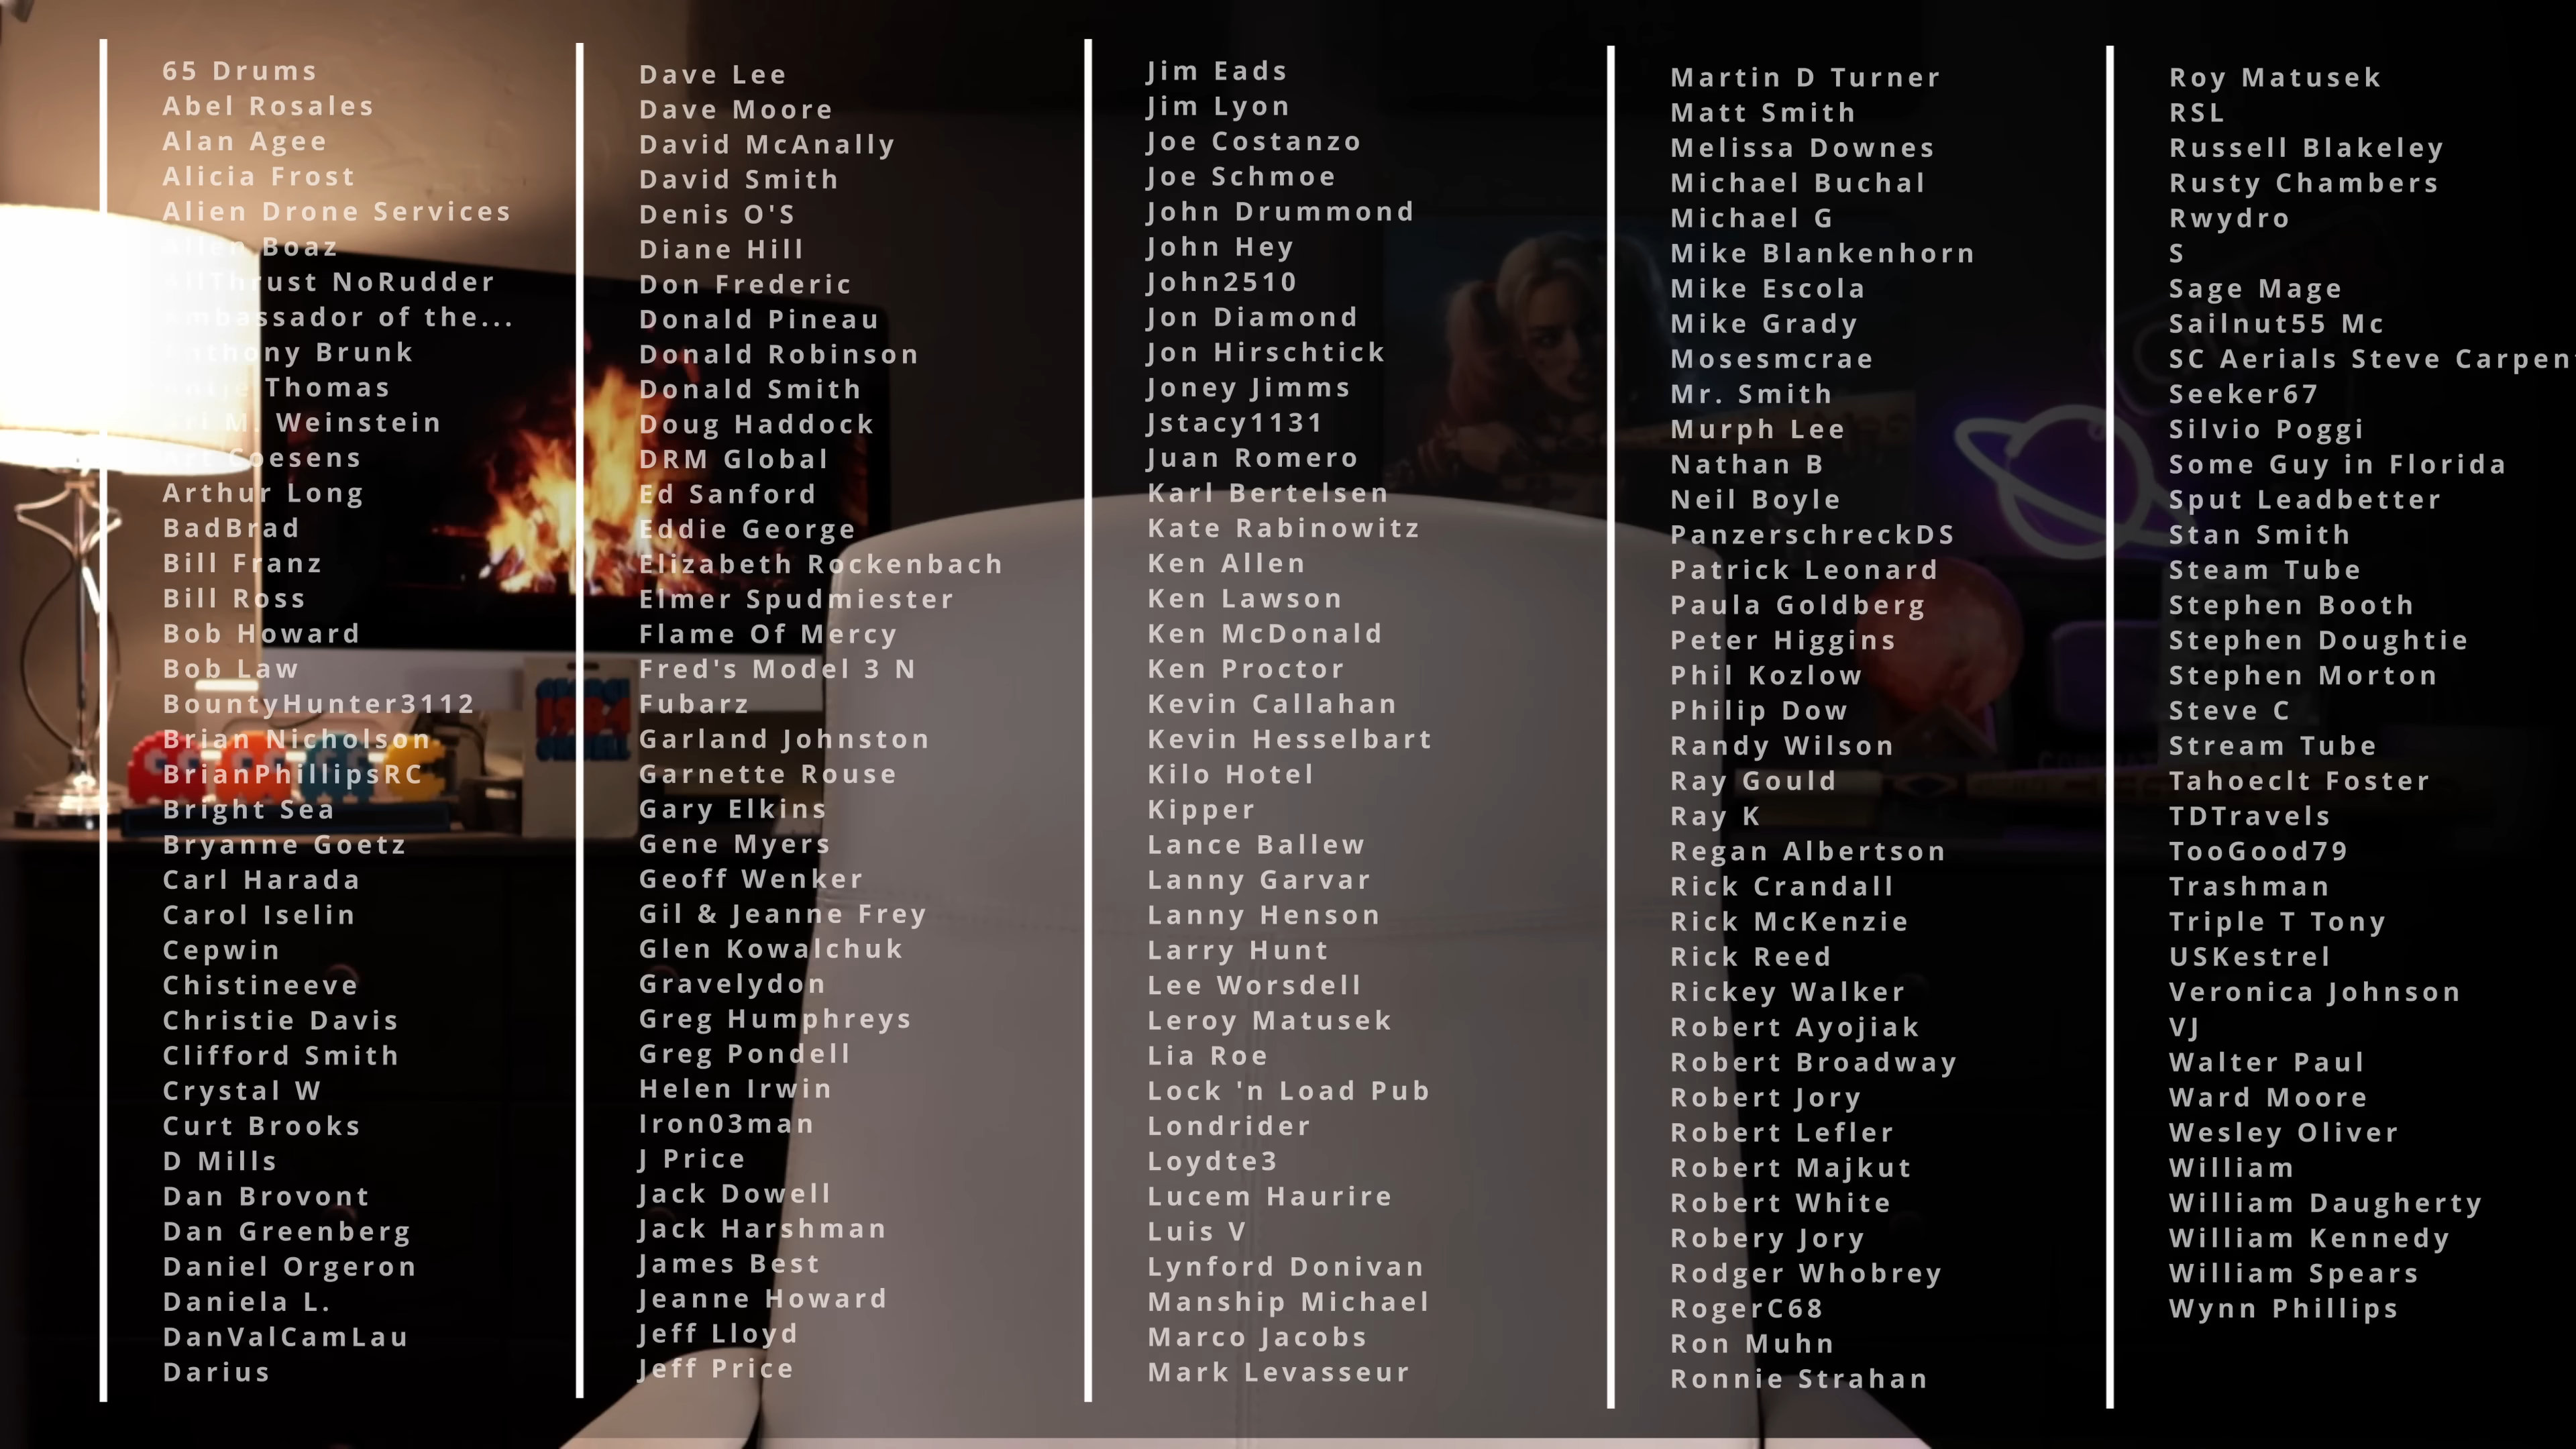 65 Drums
Abel Rosales
Alan Agee
Alicia Frost
Alien Drone Services
Allen Boaz
AllThrust NoRudder
Ambassador of the...
Anthony Brunk
Thomas
Ari M. Weinstein
Art Coesens
Arthur Long
BadBrad
Bill Franz
Bill Ross
Bob Howard
Bob Law
BountyHunter3112
Brian Nicholson
BrianPhillipsRC
Bright Sea
Bryanne Goetz
Carl Harada
Carol Iselin
Cepwin
Chistineeve
Christie Davis
Clifford Smith
Crystal W
Curt Brooks
D Mills
Dan Brovont
Dan Greenberg
Daniel Orgeron
Daniela L.
DanValCamLau
Darius
Dave Lee
Dave Moore
David McAnally
David Smith
Denis O'S
Diane Hill
Don Frederic
Donald Pineau
Donald Robinson
Donald Smith
Doug Haddock
DRM Global
Ed Sanford
Eddie George
Elizabeth Rockenbach
Elmer Spudmiester
Flame Of Mercy
Fred's Model 3 N
Fubarz
Garland Johnston
Garnette Rouse
Gary Elkins
Gene Myers
Geoff Wenker
Gil & Jeanne Frey
Glen Kowalchuk
Gravelydon
Greg Humphreys
Greg Pondell
Helen Irwin
Iron03man
J Price
Jack Dowell
Jack Harshman
James Best
Jeanne Howard
Jeff Lloyd
Jeff Price
Jim Eads
Jim Lyon
Joe Costanzo
Joe Schmoe
John Drummond
John Hey
John2510
Jon Diamond
Jon Hirschtick
Joney Jimms
Jstacy1131
Juan Romero
Karl Bertelsen
Kate Rabinowitz
Ken Allen
Ken Lawson
Ken McDonald
Ken Proctor
Kevin Callahan
Kevin Hesselbart
Kilo Hotel
Kipper
Lance Ballew
Lanny Garvar
Lanny Henson
Larry Hunt
Lee Worsdell
Leroy Matusek
Lia Roe
Lock 'n Load Pub
Londrider
Loydte3
Lucem Haurire
Luis V
Lynford Donivan
Manship Michael
Marco Jacobs
Mark Levasseur
Martin D Turner
Matt Smith
Melissa Downes
Michael Buchal
Michael G
Mike Blankenhorn
Mike Escola
Mike Grady
Mosesmcrae
Mr. Smith
Murph Lee
Nathan B
Neil Boyle
PanzerschreckDS
Patrick Leonard
Paula Goldberg
Peter Higgins
Phil Kozlow
Philip Dow
Randy Wilson
Ray Gould
Ray K
Regan Albertson
Rick Crandall
Rick McKenzie
Rick Reed
Rickey Walker
Robert Ayojiak
Robert Broadway
Robert Jory
Robert Lefler
Robert Majkut
Robert White
Robery Jory
Rodger Whobrey
RogerC68
Ron Muhn
Ronnie Strahan
Roy Matusek
RSL
Russell Blakeley
Rusty Chambers
Rwydro
S
Sage Mage
Sailnut55 Mc
SC Aerials Steve Carpen
Seeker67
Silvio Poggi
Some Guy in Florida
Sput Leadbetter
Stan Smith
Steam Tube
Stephen Booth
Stephen Doughtie
Stephen Morton
Steve C
Stream Tube
Tahoeclt Foster
TDTravels
TooGood79
Trashman
Triple T Tony
USKestrel
Veronica Johnson
VJ
Walter Paul
Ward Moore
Wesley Oliver
William
William Daugherty
William Kennedy
William Spears
Wynn Phillips